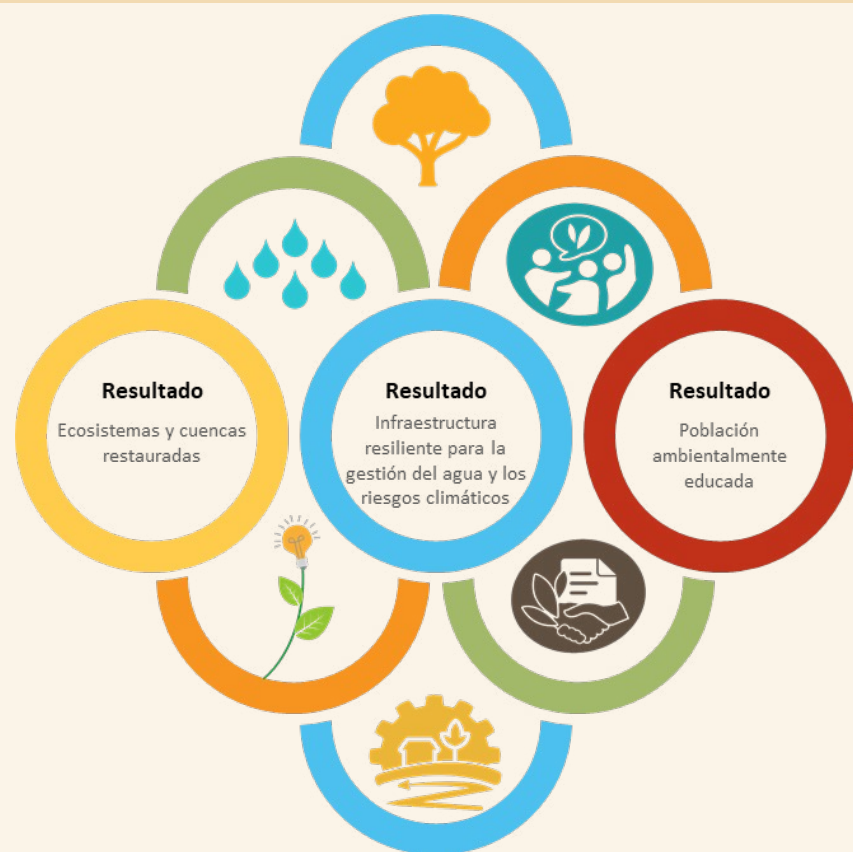 Resultado
Ecosistemas y cuencas
restauradas
Resultado
Infraestructura
resiliente para la
gestión del agua y los
riesgos climáticos
Resultado
Población
ambientalmente
educada